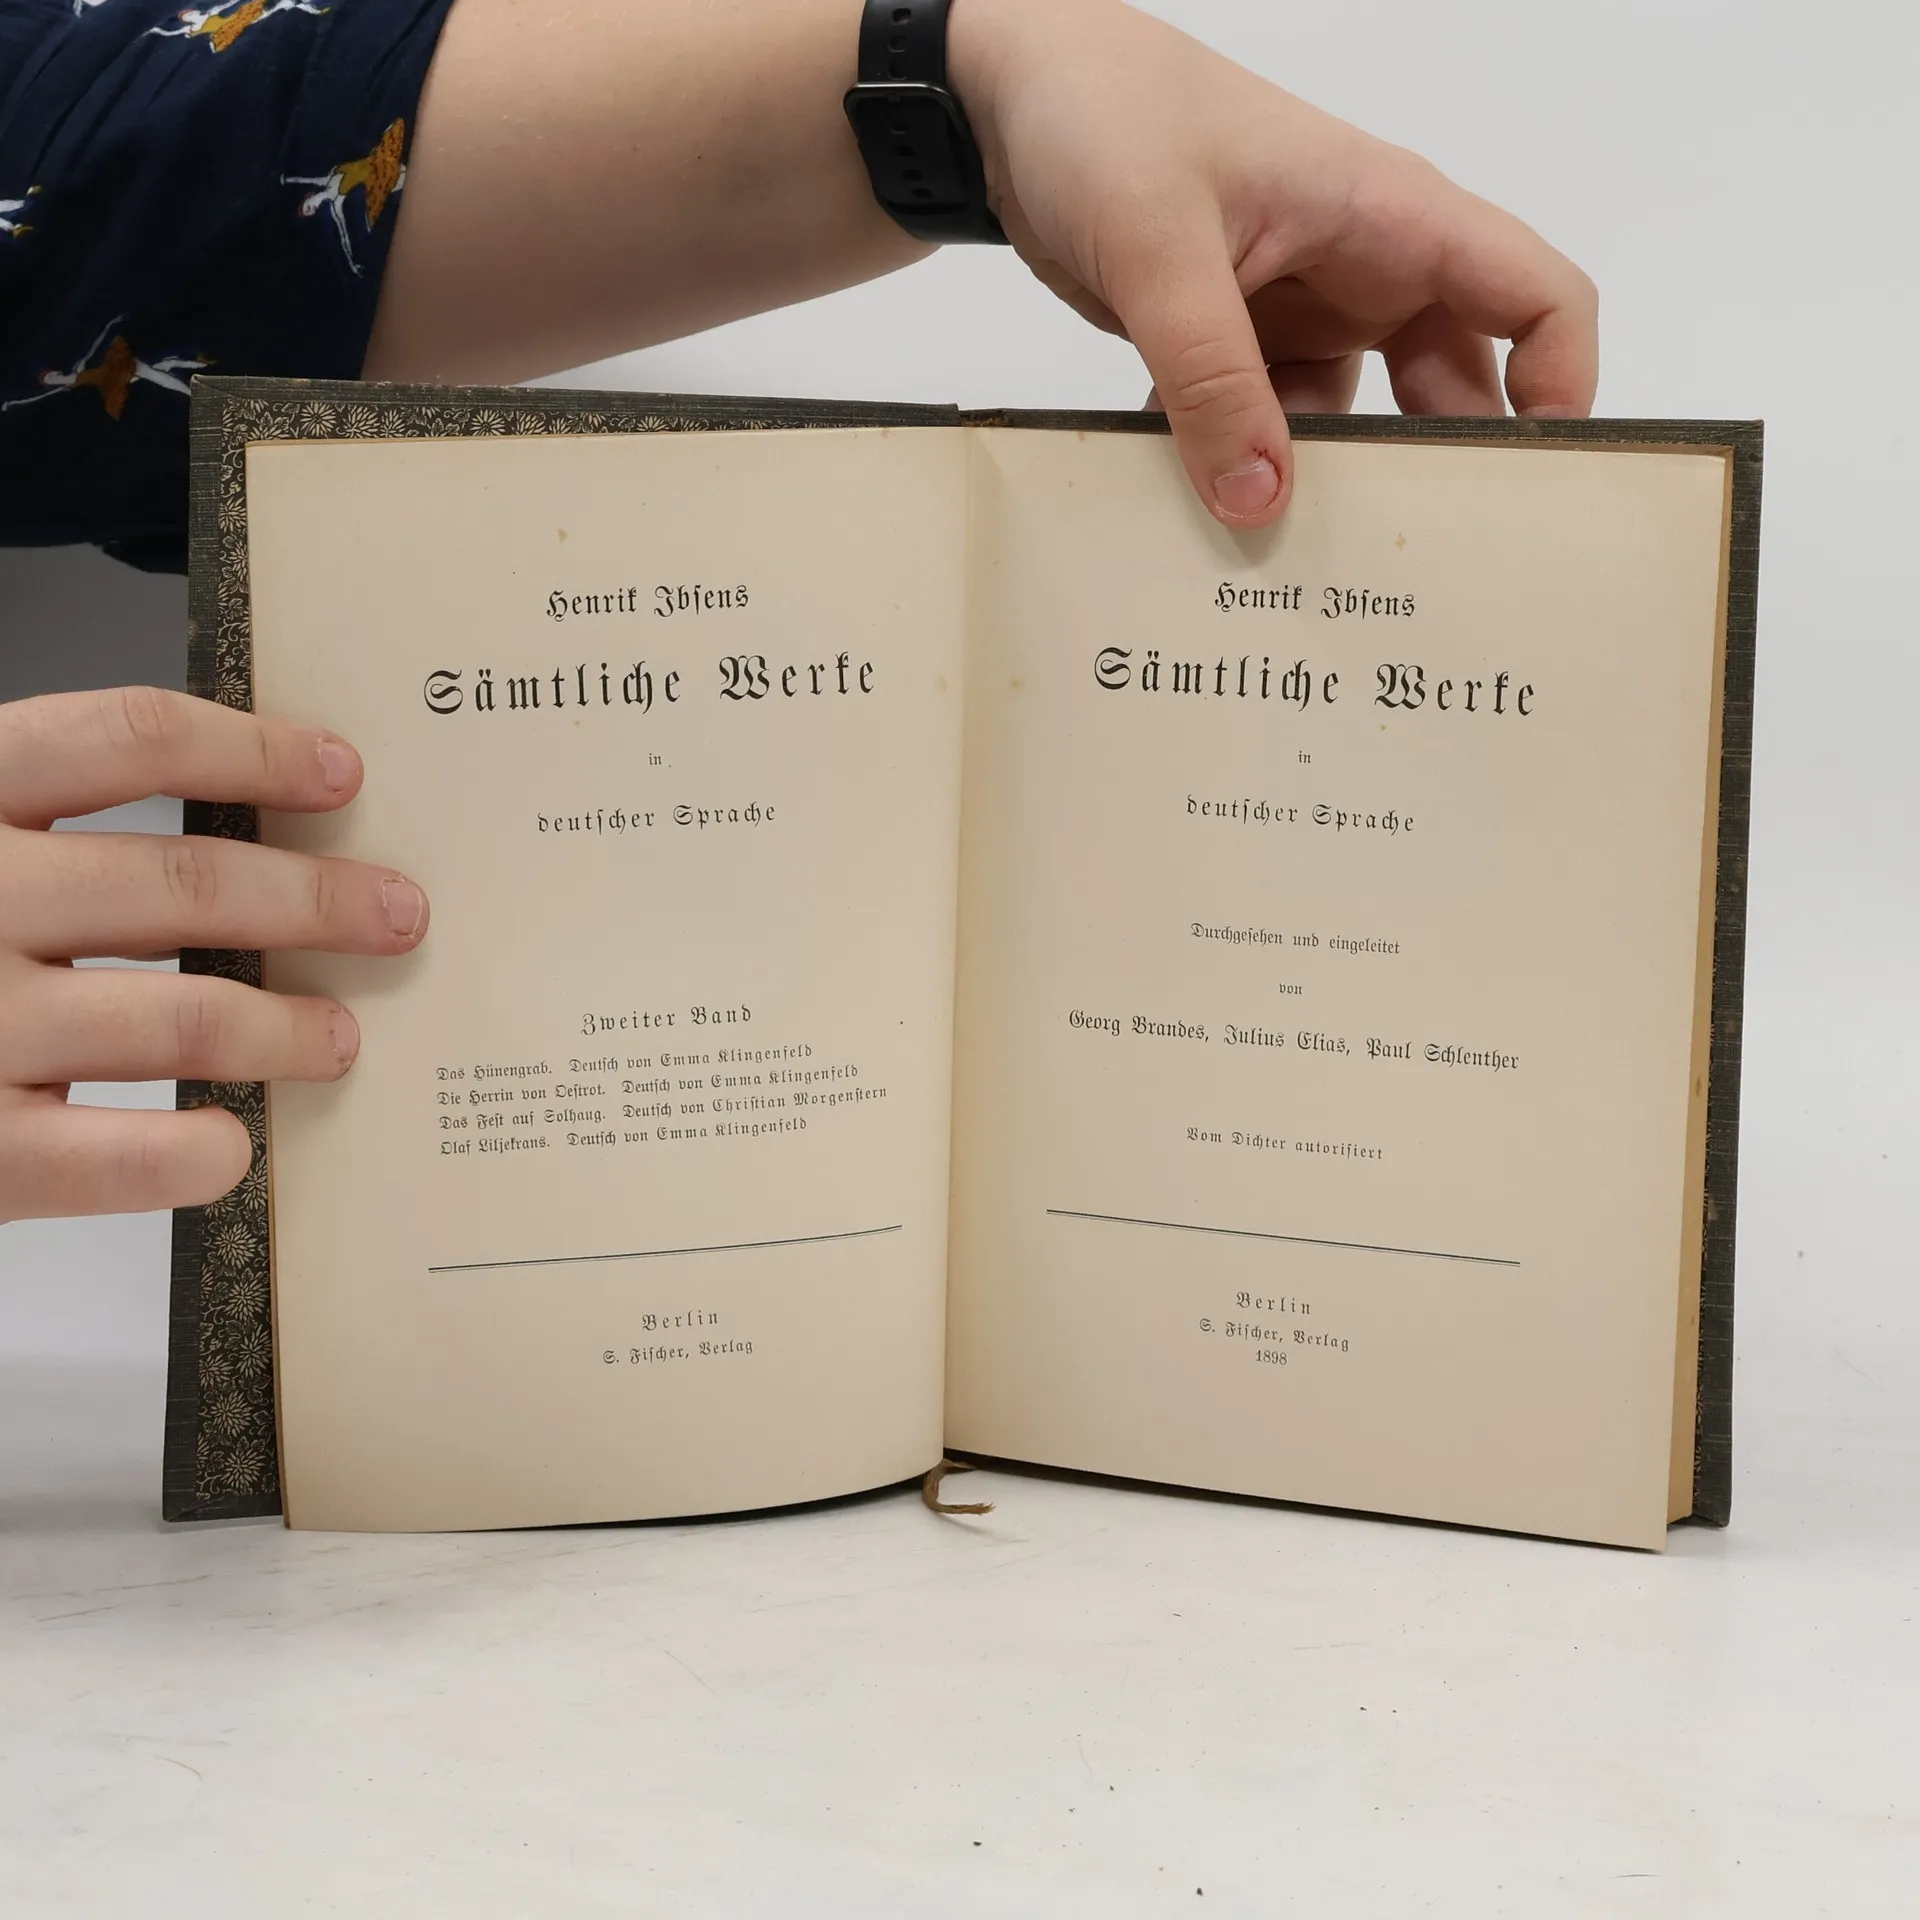 Henrik Ibſens
Sämtliche Werke
in
deutſcher Sprache
Zweiter Band
Das Hünengrab. Deutſch von Emma Klingenfeld
Die Herrin von Oeſtrot. Deutſch von Emma Klingenfeld
Das Feſt auf Solhaug. Deutſch von Chriſtian Morgenſtern
Olaf Liljekrans. Deutſch von Emma Klingenfeld
Berlin
S. Fiſcher, Verlag
Henrik Ibſens
Sämtliche Werke
in
deutſcher Sprache
Durchgeſehen und eingeleitet
von
Georg Brandes, Julius Elias, Paul Schlenther
Vom Dichter autoriſiert
Berlin
S. Fiſcher, Verlag
1898